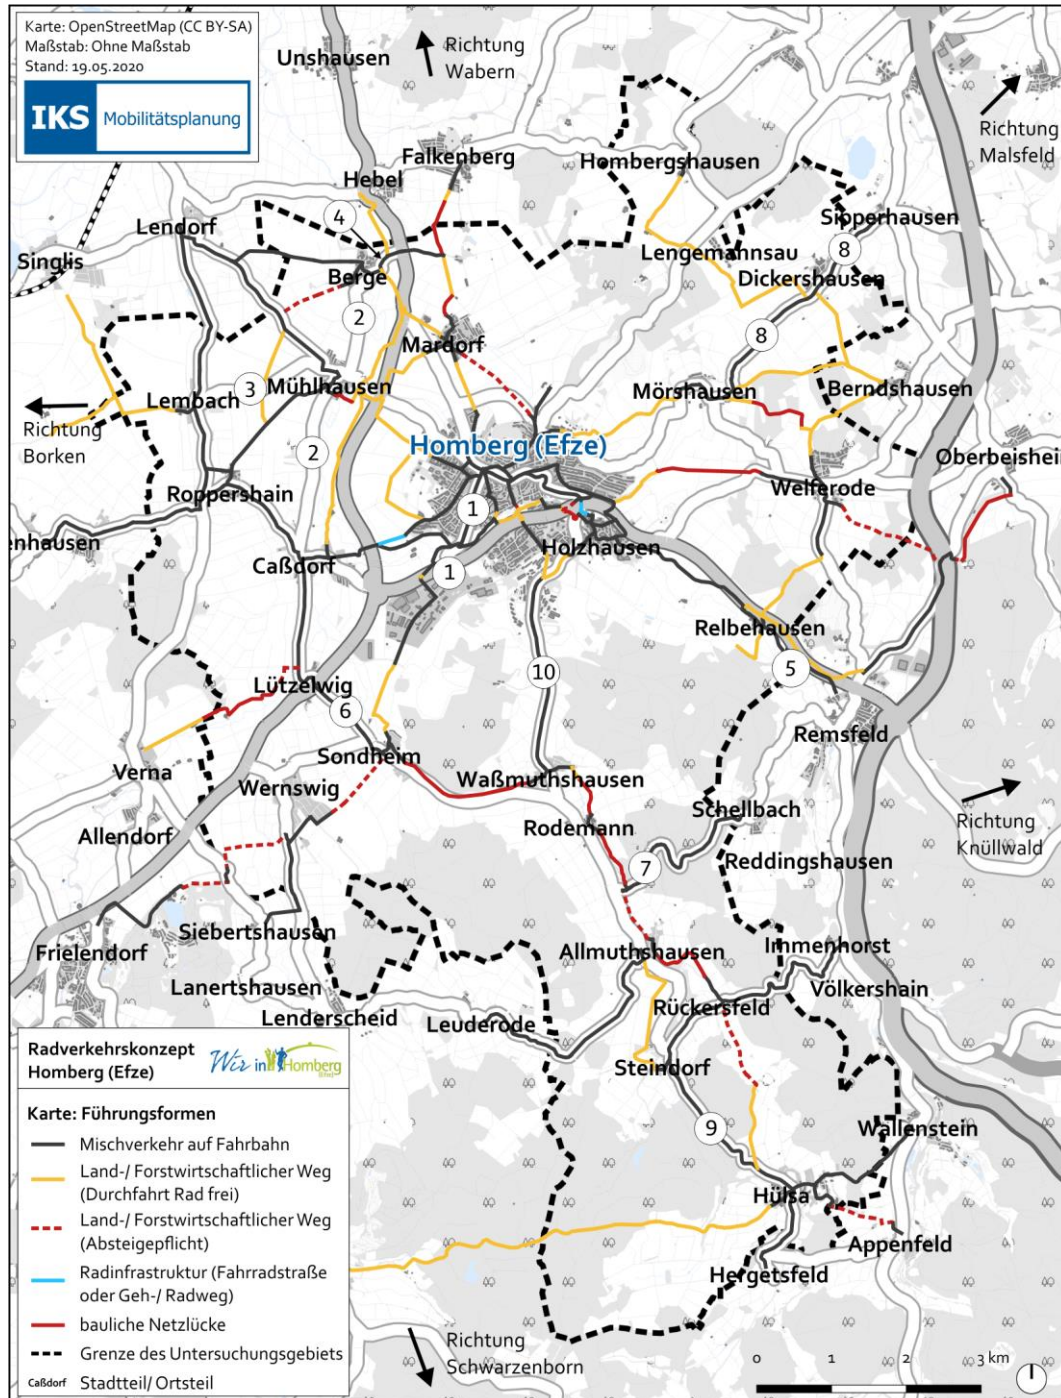 Karte: OpenStreetMap (CC BY-SA)
Maßstab: Ohne Maßstab
Stand: 19.05.2020
IKS Mobilitätsplanung
Unshausen
Richtung
Wabern
Richtung
Malsfeld
Falkenberg
Hombergshausen
Hebel
4
Sipperhausen
Lendorf
8
Lengemannsau
Singlis
Berge
Dickershausen
2
8
Mardorf
3
Mühlhausen
Mörshausen
Berndshausen
Lembach
Richtung
Borken
Homberg (Efze)
2
Oberbeisheim
Roppershain
Welferode
1
enhausen
Holzhausen
Caßdorf
1
Relbehausen
10
5
Lützelwig
6
Remsfeld
Sondheim
Verna
Waßmuthshausen
Wernswig
Schellbach
Allendorf
Rodemann
Richtung
Knüllwald
7
Reddingshausen
Siebertshausen
Frielendorf
Allmuthshausen
Immenhorst
Lanertshausen
Völkershain
Rückersfeld
Lenderscheid
Leuderode
Steindorf
9
Wallenstein
Hülsa
Appenfeld
Hergetsfeld
Richtung
Schwarzenborn
Radverkehrskonzept
Homberg (Efze)
Wir in Homberg
Karte: Führungsformen
Mischverkehr auf Fahrbahn
Land-/ Forstwirtschaftlicher Weg
(Durchfahrt Rad frei)
Land-/ Forstwirtschaftlicher Weg
(Absteigepflicht)
Radinfrastruktur (Fahrradstraße
oder Geh-/ Radweg)
bauliche Netzlücke
Grenze des Untersuchungsgebiets
Caßdorf Stadtteil/ Ortsteil
0 1 2 3 km